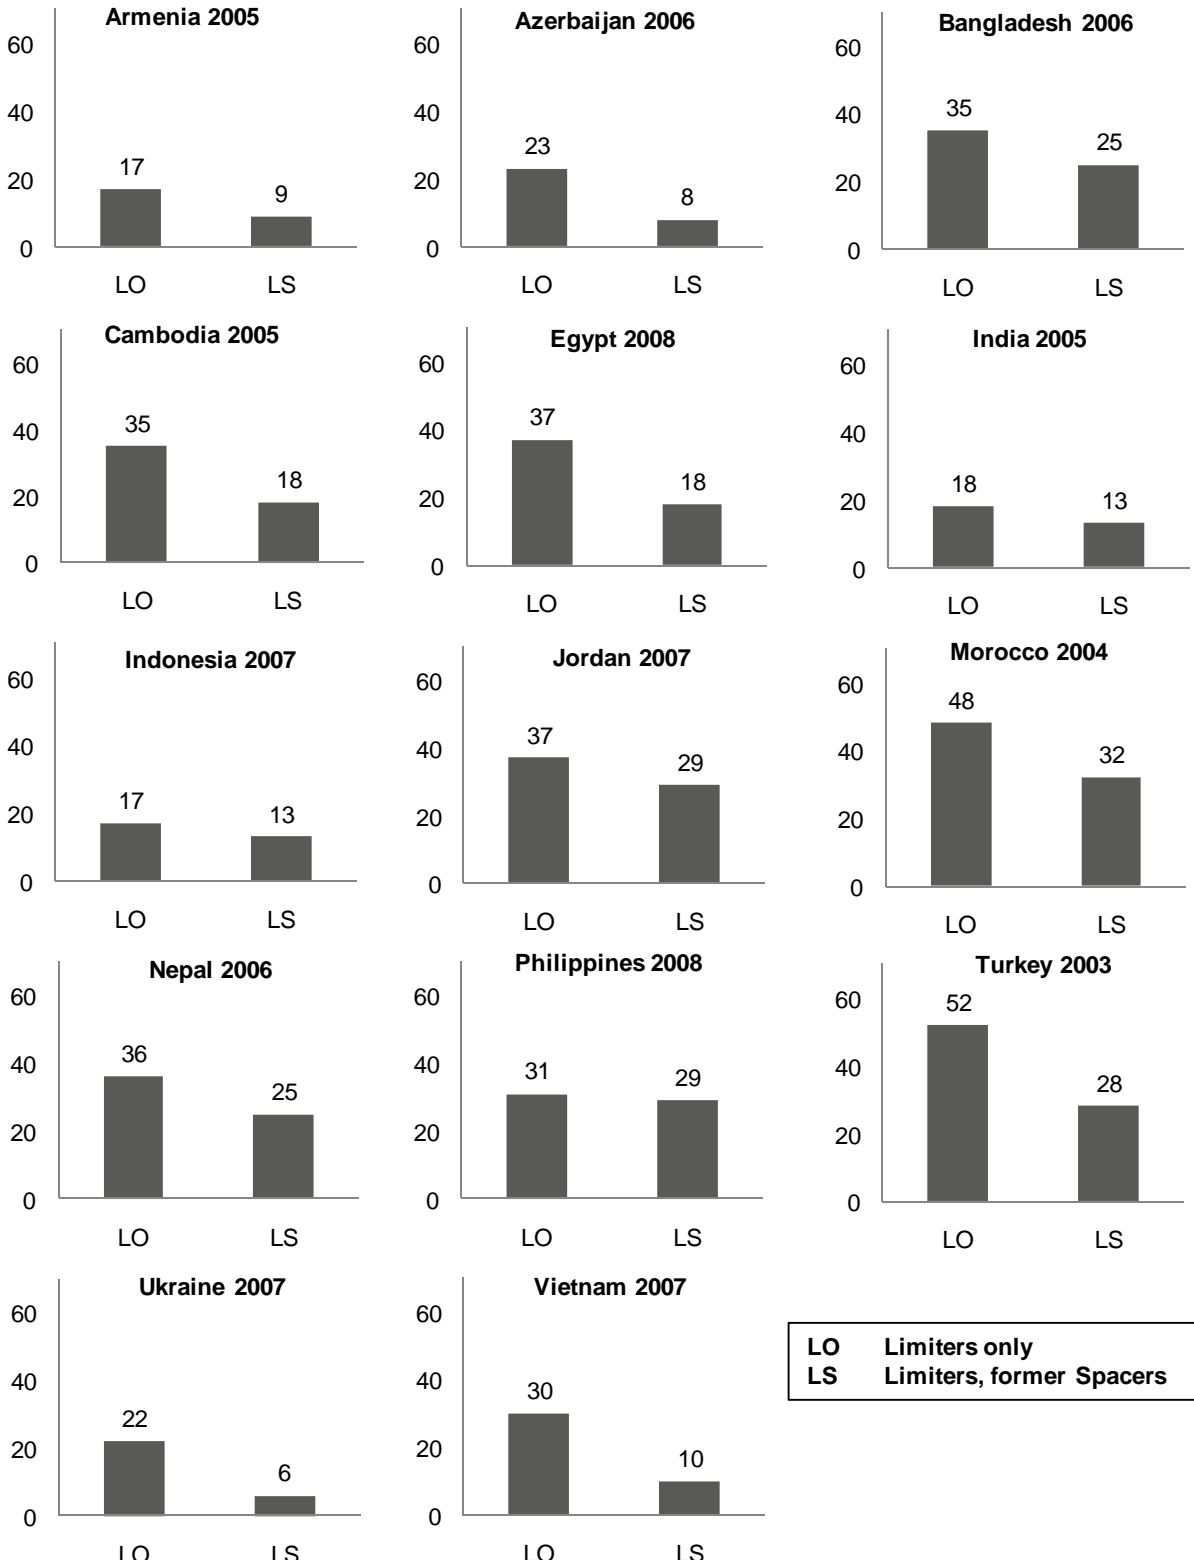 Armenia 2005
60
40
20
0
17
9
LO LS
Azerbaijan 2006
60
40
20
0
23
8
LO LS
Bangladesh 2006
60
40
20
0
35
25
LO LS
Cambodia 2005
60
40
20
0
35
18
LO LS
Egypt 2008
60
40
20
0
37
18
LO LS
India 2005
60
40
20
0
18
13
LO LS
Indonesia 2007
60
40
20
0
17
13
LO LS
Jordan 2007
60
40
20
0
37
29
LO LS
Morocco 2004
60
40
20
0
48
32
LO LS
Nepal 2006
60
40
20
0
36
25
LO LS
Philippines 2008
60
40
20
0
31
29
LO LS
Turkey 2003
60
40
20
0
52
28
LO LS
Ukraine 2007
60
40
20
0
22
6
LO LS
Vietnam 2007
60
40
20
0
30
10
LO LS
LO Limiters only
LS Limiters, former Spacers